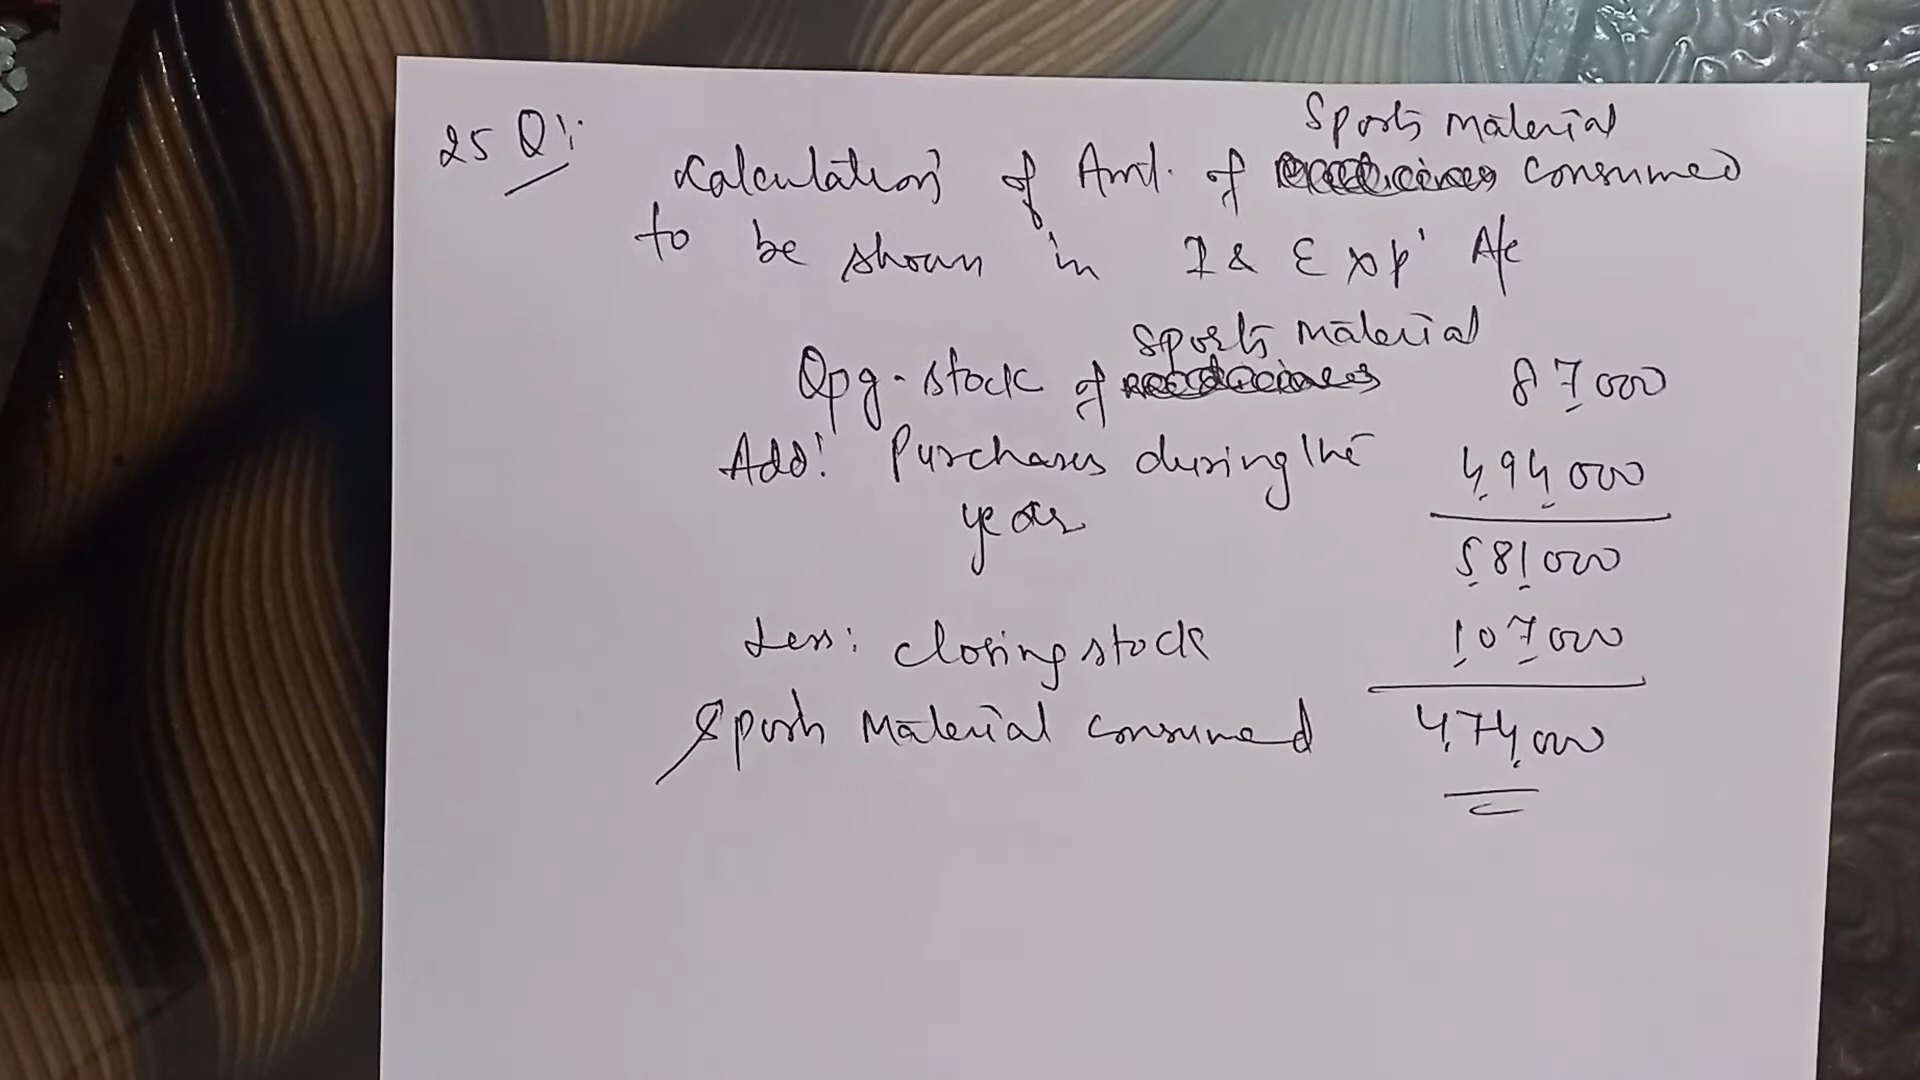 25 Q):
Sports material
Calculation of Amt. of consumed
to be shown in I & Exp' A/c
Sports Material
Opg-stock of 87000
Add: Purchases during the 4,94,000
year
5,81,000
Less: closing stock 1,07,000
Sports Material consumed 4,74,000